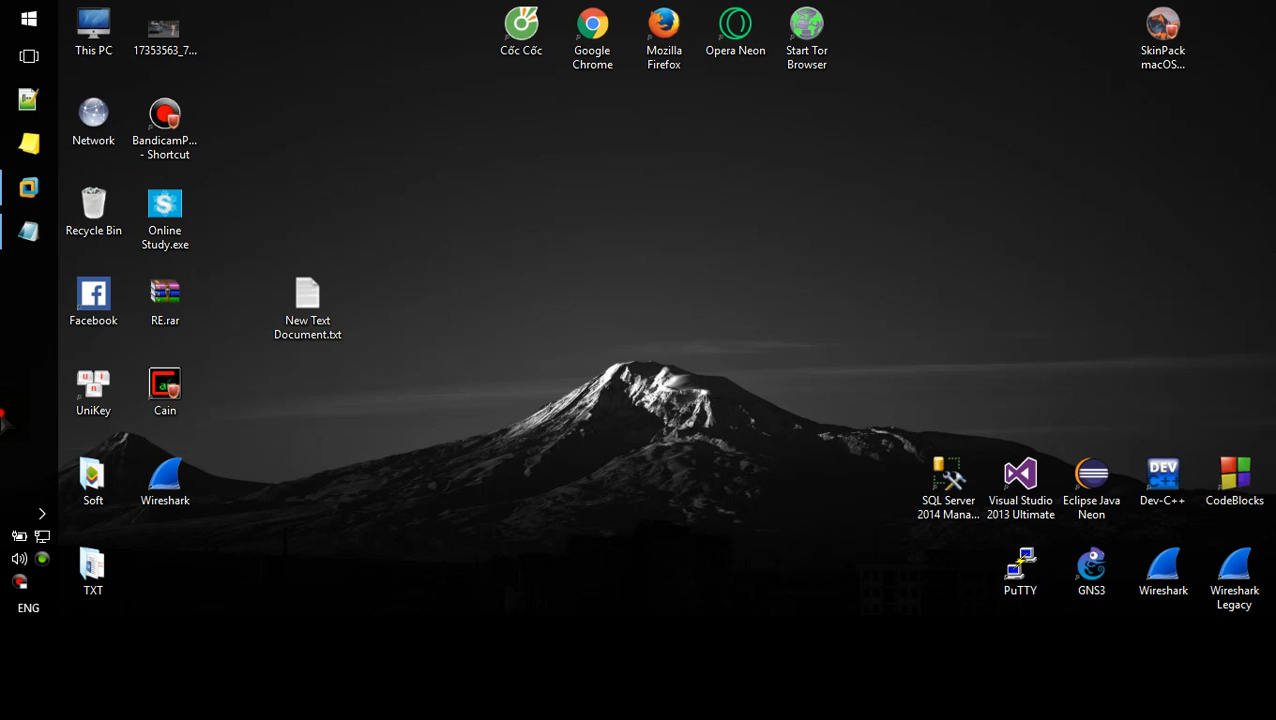 This PC
17353563_7...
Cốc Cốc
Google
Chrome
Mozilla
Firefox
Opera Neon
Start Tor
Browser
SkinPack
macOS...
Network
BandicamP...
- Shortcut
Recycle Bin
S
Online
Study.exe
f
Facebook
RE.rar
New Text
Document.txt
UniKey
Cain
Soft
Wireshark
SQL Server
2014 Mana...
Visual Studio
2013 Ultimate
Eclipse Java
Neon
DEV
C++
Dev-C++
CodeBlocks
TXT
PuTTY
GNS3
Wireshark
Wireshark
Legacy
ENG